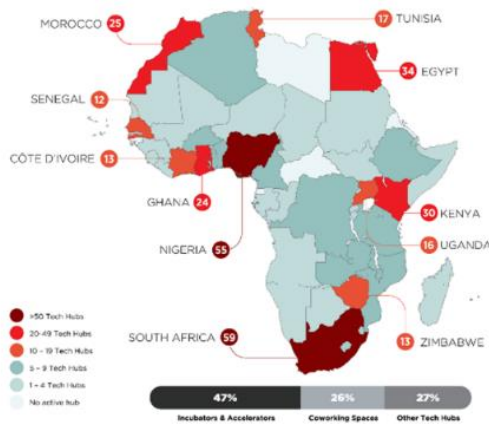 MOROCCO 25
17 TUNISIA
34 EGYPT
SENEGAL 12
CÔTE D'IVOIRE 13
GHANA 24
30 KENYA
NIGERIA 55
16 UGANDA
SOUTH AFRICA 59
13 ZIMBABWE
>50 Tech Hubs
20-49 Tech Hubs
10 - 19 Tech Hubs
5 - 9 Tech Hubs
1 - 4 Tech Hubs
No active hub
47% 26% 27%
Incubators & Accelerators Coworking Spaces Other Tech Hubs